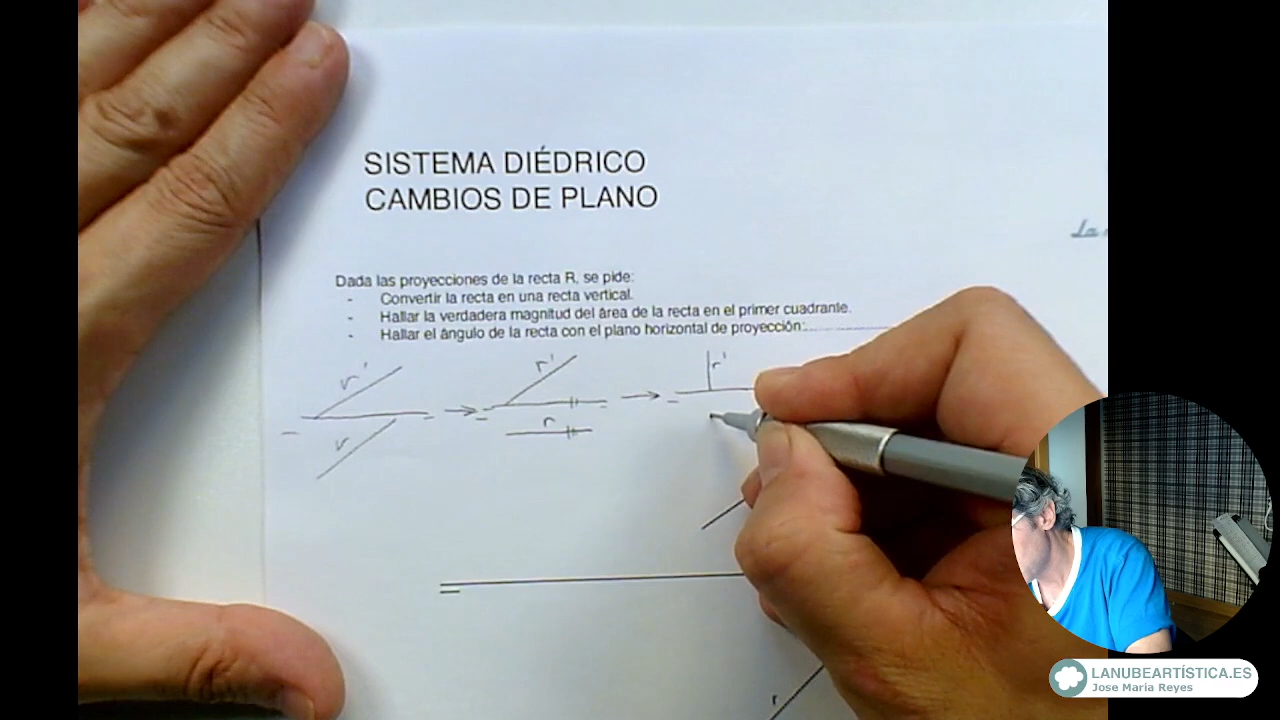 SISTEMA DIÉDRICO
CAMBIOS DE PLANO
Dada las proyecciones de la recta R, se pide:
- Convertir la recta en una recta vertical.
- Hallar la verdadera magnitud del área de la recta en el primer cuadrante.
- Hallar el ángulo de la recta con el plano horizontal de proyección:
r' r' r'
r r
r
LANUBEARTÍSTICA.ES
Jose María Reyes